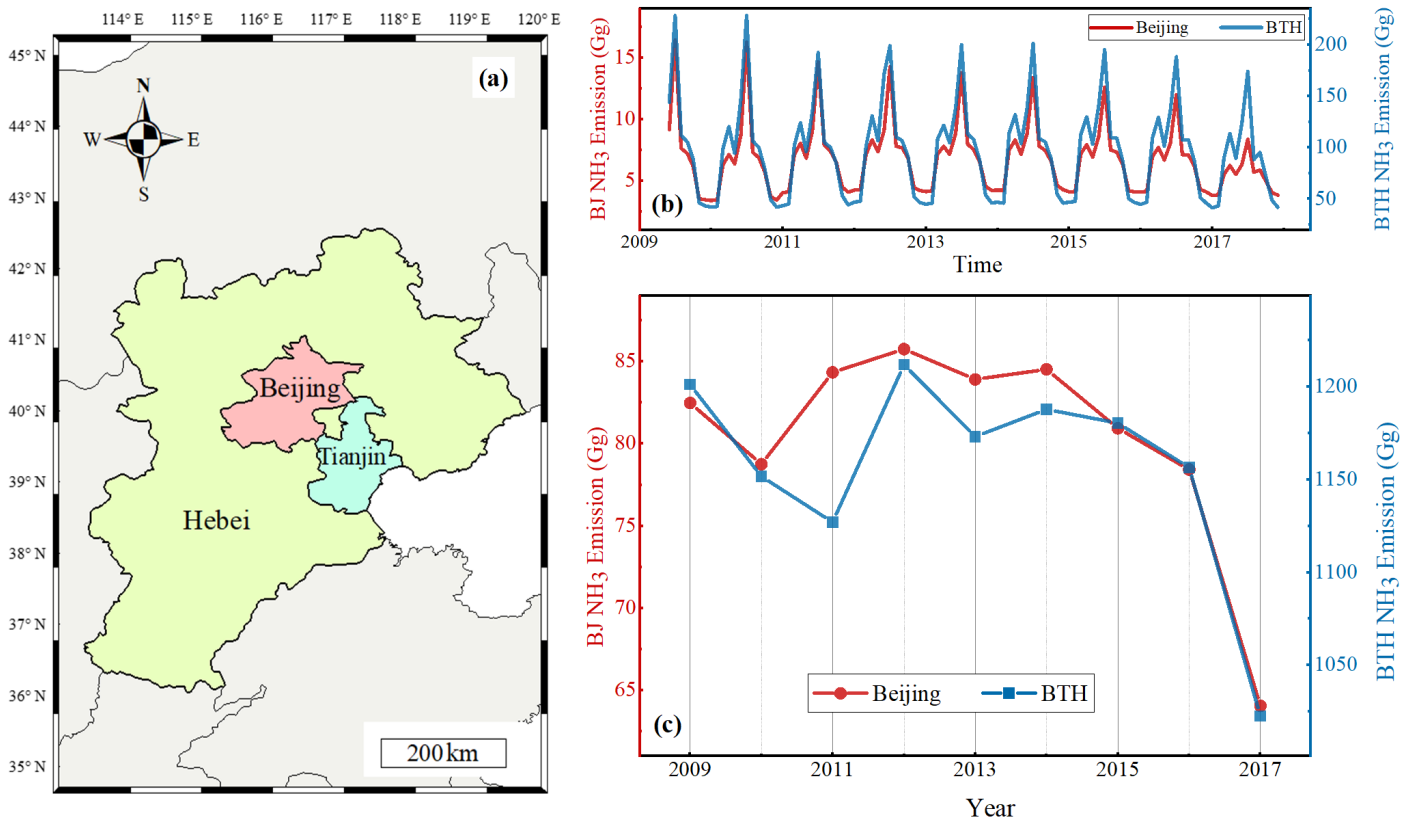 114° E 115° E 116° E 117° E 118° E 119° E 120° E
45° N
44° N
43° N
42° N
41° N
40° N
39° N
38° N
37° N
36° N
35° N
(a)
N
W E
S
Beijing
Tianjin
Hebei
200 km
BJ NH3 Emission (Gg)
15
10
5
Beijing BTH
(b)
200
150
100
50
BTH NH3 Emission (Gg)
2009 2011 2013 2015 2017
Time
BJ NH3 Emission (Gg)
85
80
75
70
65
Beijing BTH
(c)
1200
1150
1100
1050
BTH NH3 Emission (Gg)
2009 2011 2013 2015 2017
Year